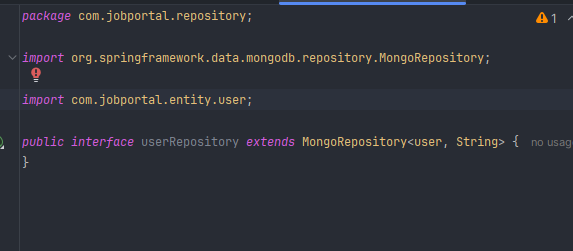 package com.jobportal.repository;
1
import org.springframework.data.mongodb.repository.MongoRepository;
import com.jobportal.entity.user;
public interface userRepository extends MongoRepository<user, String> { no usag
}